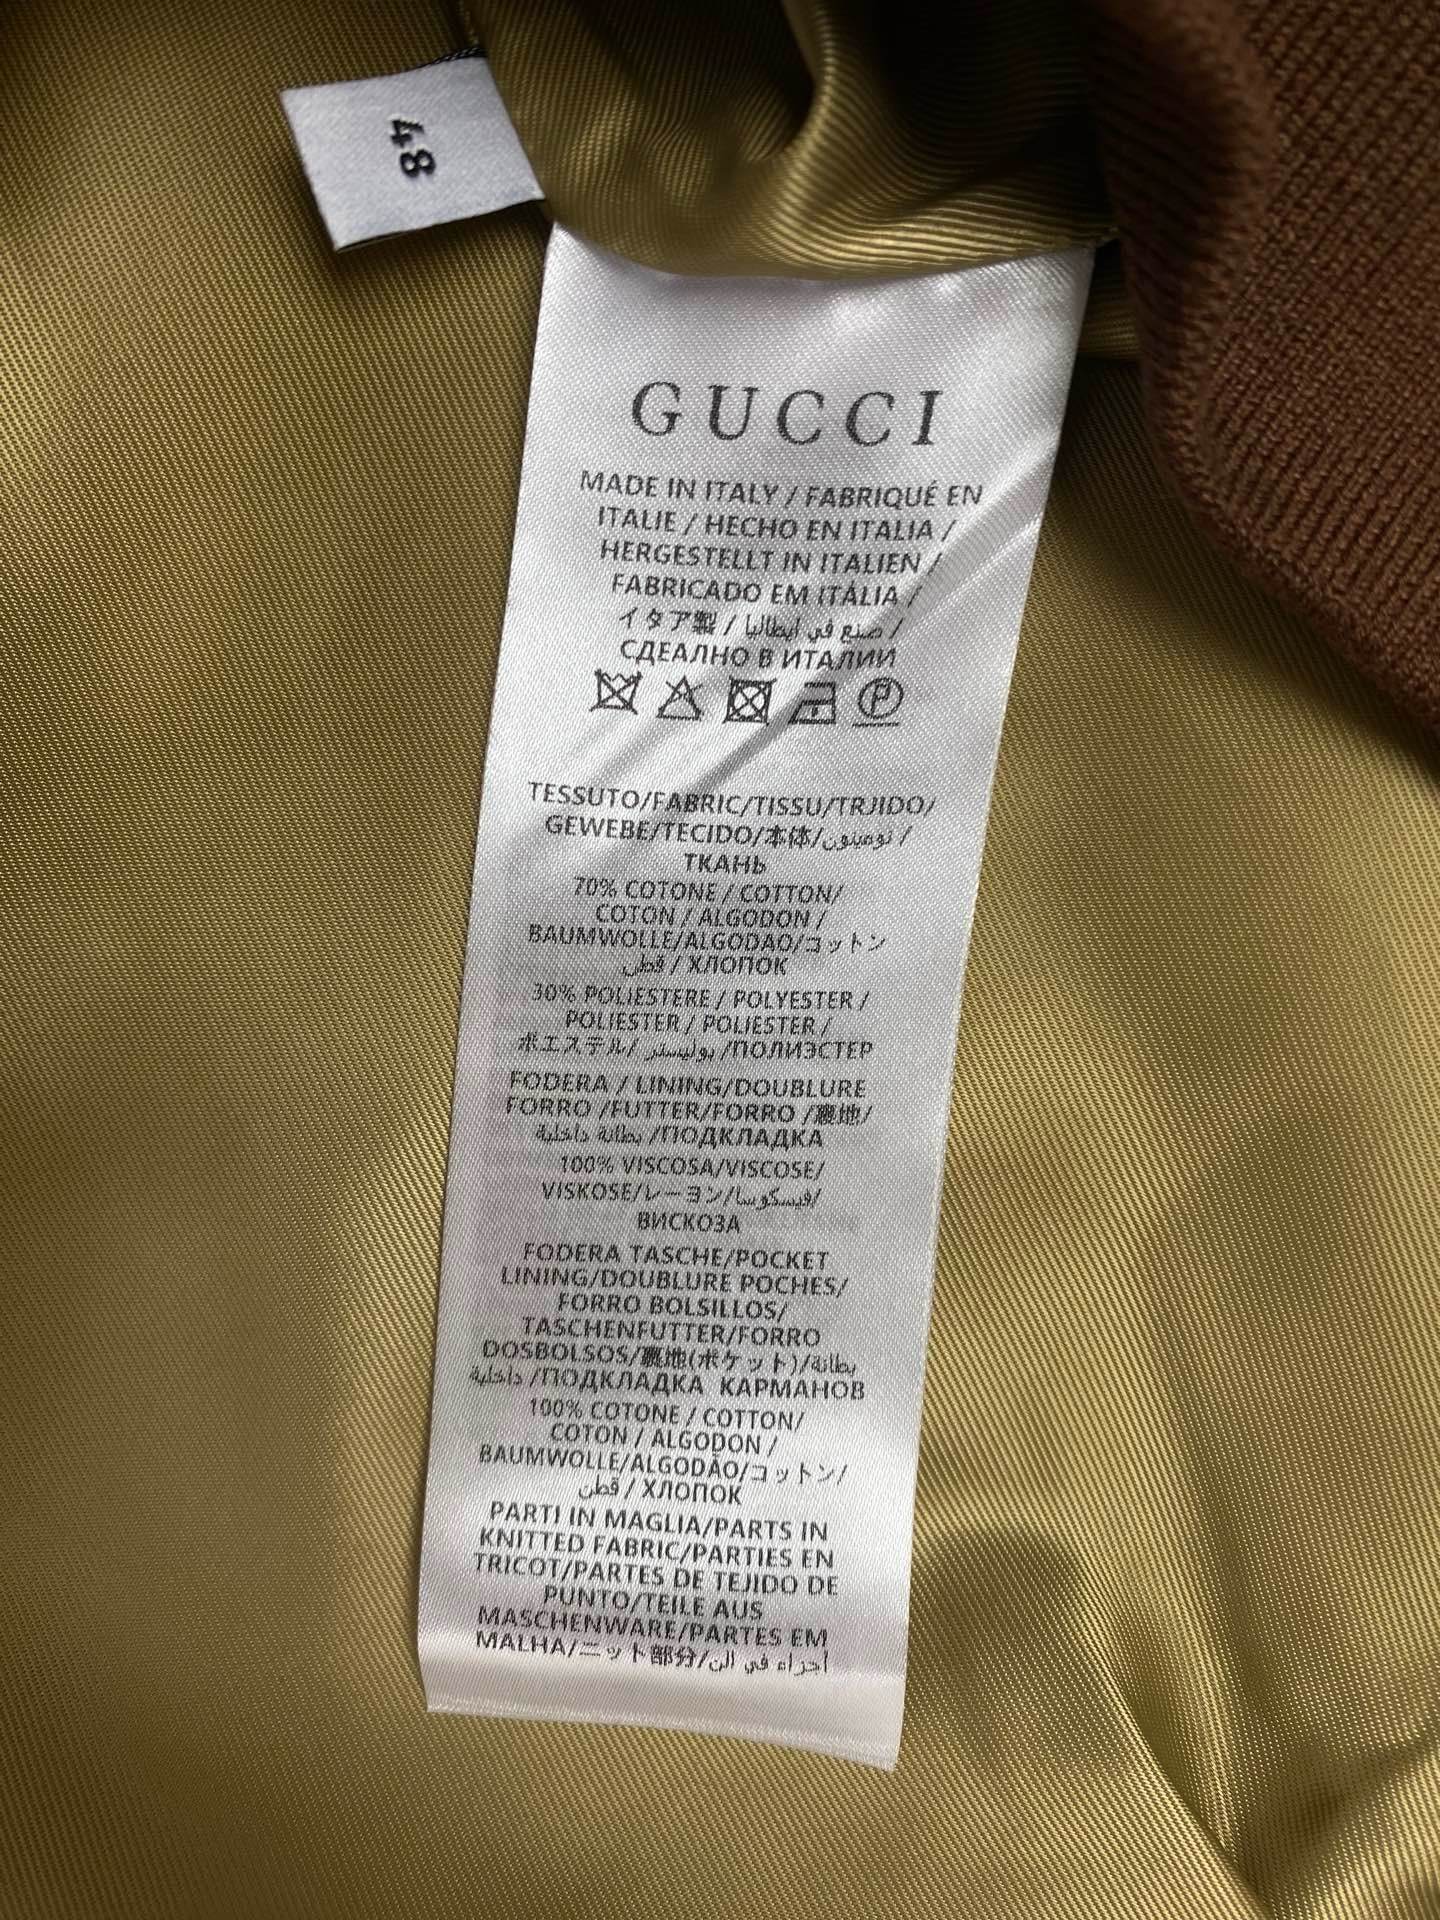 48
GUCCI
MADE IN ITALY / FABRIQUÉ EN
ITALIE / HECHO EN ITALIA /
HERGESTELLT IN ITALIEN /
FABRICADO EM ITÁLIA /
イタア製 / صنع في ايطاليا /
СДЕАЛНО В ИТАЛИИ
P
TESSUTO/FABRIC/TISSU/TRJIDO/
GEWEBE/TECIDO/本体/نومينون /
ТКАНЬ
70% COTONE / COTTON/
COTON / ALGODON /
BAUMWOLLE/ALGODAO/コットン
قطن / ХЛОПОК
30% POLIESTERE / POLYESTER /
POLIESTER / POLIESTER /
ポエステル/ بوليستر /ПОЛИЭСТЕР
FODERA / LINING/DOUBLURE
FORRO /FUTTER/FORRO /裏地/
بطانة داخلية /ПОДКЛАДКА
100% VISCOSA/VISCOSE/
VISKOSE/レーヨン/فيسكوسا/
ВИСКОЗА
FODERA TASCHE/POCKET
LINING/DOUBLURE POCHES/
FORRO BOLSILLOS/
TASCHENFUTTER/FORRO
DOSBOLSOS/裏地(ポケット)/بطانة
داخلية /ПОДКЛАДКА КАРМАНОВ
100% COTONE / COTTON/
COTON / ALGODON /
BAUMWOLLE/ALGODÃO/コットン/
قطن / ХЛОПОК
PARTI IN MAGLIA/PARTS IN
KNITTED FABRIC/PARTIES EN
TRICOT/PARTES DE TEJIDO DE
PUNTO/TEILE AUS
MASCHENWARE/PARTES EM
MALHA/ニット部分/أجزاء في الن